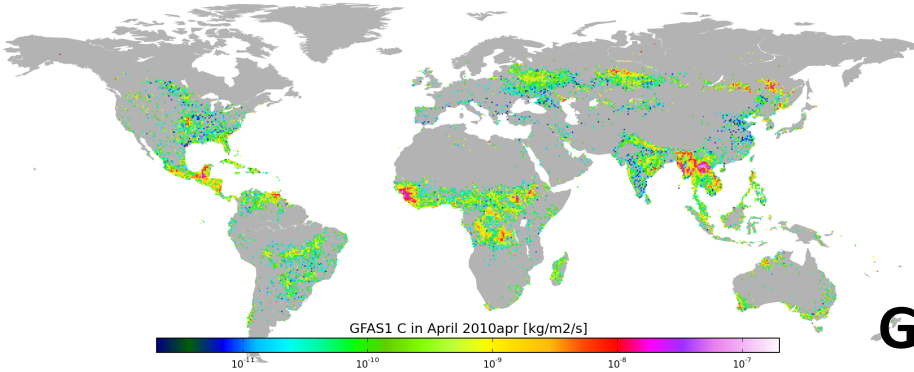 G
GFAS1 C in April 2010apr [kg/m2/s]
10⁻¹¹ 10⁻¹⁰ 10⁻⁹ 10⁻⁸ 10⁻⁷